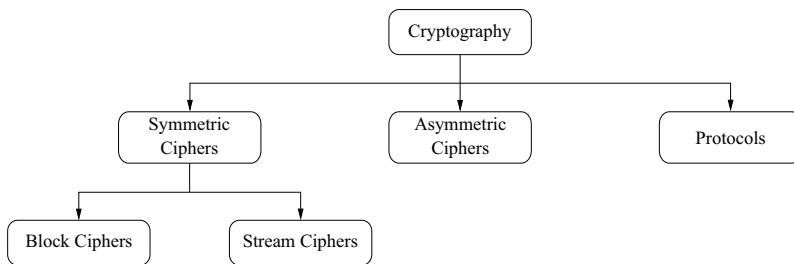 Cryptography
Symmetric
Ciphers
Asymmetric
Ciphers
Protocols
Block Ciphers
Stream Ciphers